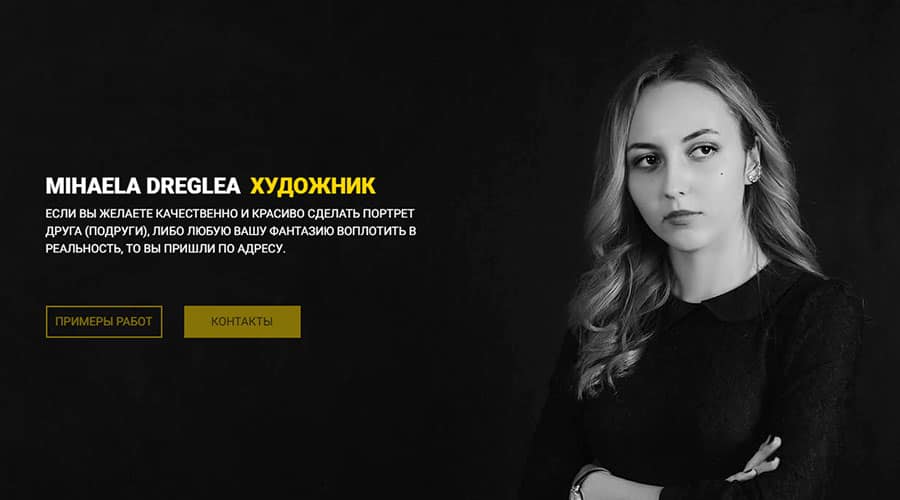 MIHAELA DREGLEA ХУДОЖНИК
ЕСЛИ ВЫ ЖЕЛАЕТЕ КАЧЕСТВЕННО И КРАСИВО СДЕЛАТЬ ПОРТРЕТ
ДРУГА (ПОДРУГИ), ЛИБО ЛЮБУЮ ВАШУ ФАНТАЗИЮ ВОПЛОТИТЬ В
РЕАЛЬНОСТЬ, ТО ВЫ ПРИШЛИ ПО АДРЕСУ.
ПРИМЕРЫ РАБОТ
КОНТАКТЫ